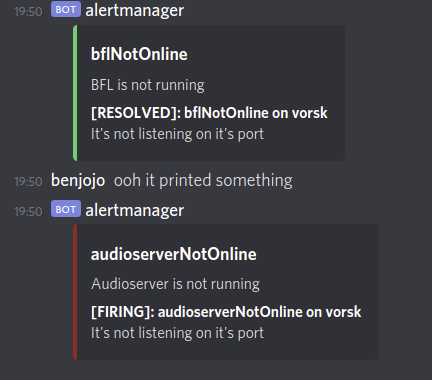 19:50 BOT alertmanager
bflNotOnline
BFL is not running
[RESOLVED]: bflNotOnline on vorsk
It's not listening on it's port
19:50 benjojo ooh it printed something
19:50 BOT alertmanager
audioserverNotOnline
Audioserver is not running
[FIRING]: audioserverNotOnline on vorsk
It's not listening on it's port